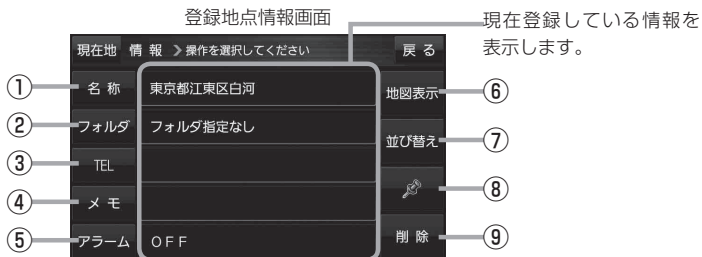 登録地点情報画面
現在登録している情報を
表示します。
現在地 情 報 操作を選択してください 戻 る
① 名 称 東京都江東区白河 地図表示 ⑥
② フォルダ フォルダ指定なし 並び替え ⑦
③ TEL ⑧
④ メ モ
⑤ アラーム OFF 削 除 ⑨